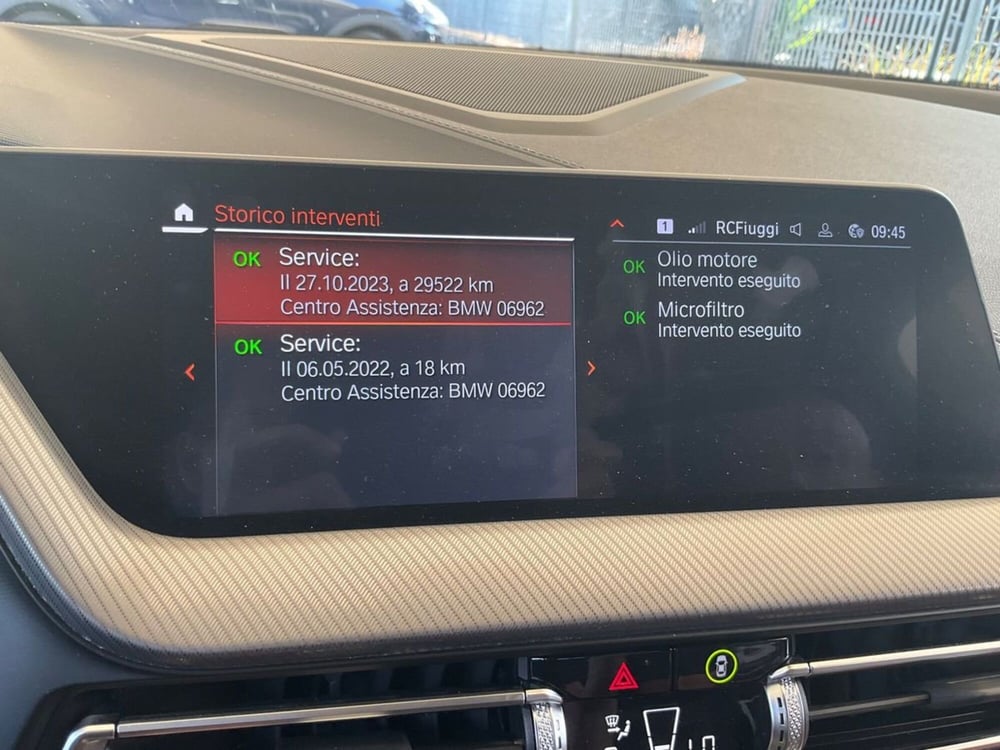 Storico interventi
OK Service:
Il 27.10.2023, a 29522 km
Centro Assistenza: BMW 06962
OK Service:
Il 06.05.2022, a 18 km
Centro Assistenza: BMW 06962
1 RCFiuggi 09:45
OK Olio motore
Intervento eseguito
OK Microfiltro
Intervento eseguito